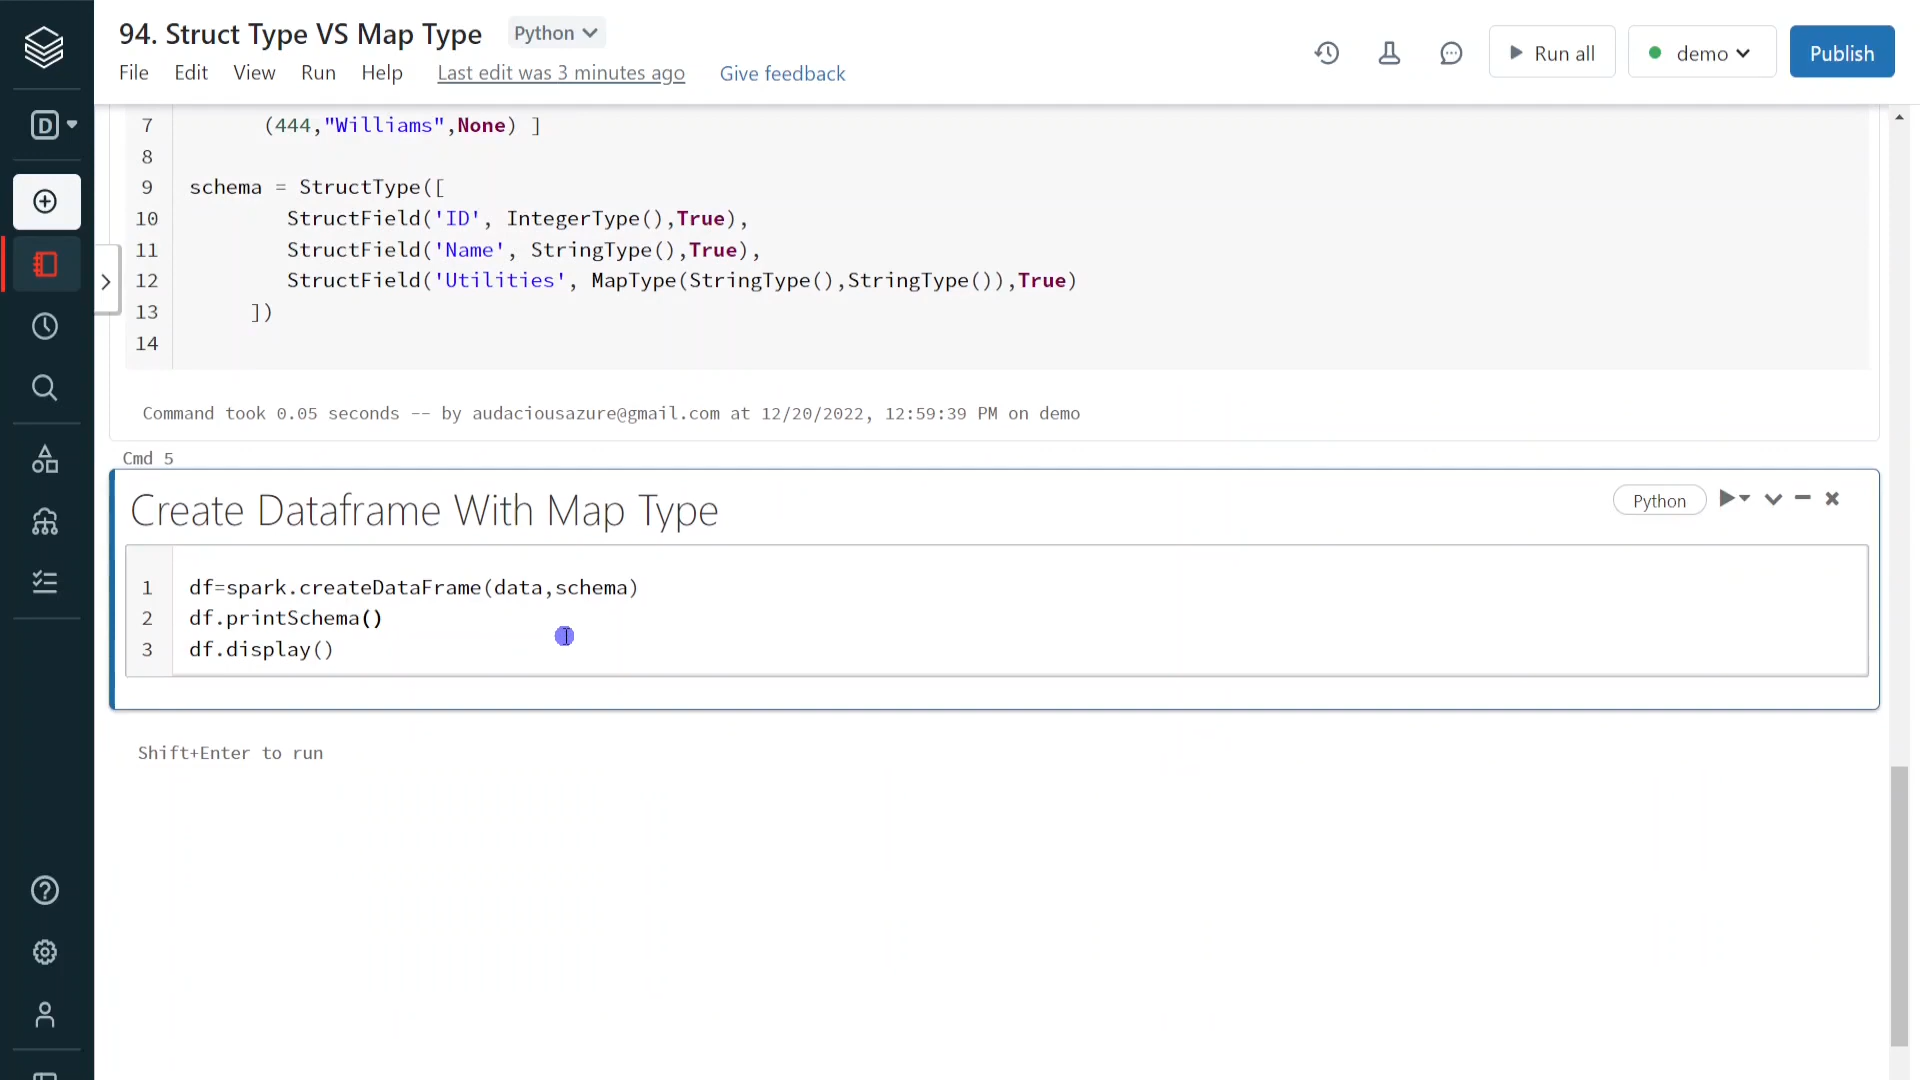 94. Struct Type VS Map Type Python
File Edit View Run Help Last edit was 3 minutes ago Give feedback
Run all demo Publish
D
7 (444,"Williams",None) ]
8
9 schema = StructType([
10 StructField('ID', IntegerType(),True),
11 StructField('Name', StringType(),True),
12 StructField('Utilities', MapType(StringType(),StringType()),True)
13 ])
14
Command took 0.05 seconds -- by audaciousazure@gmail.com at 12/20/2022, 12:59:39 PM on demo
Cmd 5
Create Dataframe With Map Type
Python
1 df=spark.createDataFrame(data,schema)
2 df.printSchema()
3 df.display()
Shift+Enter to run